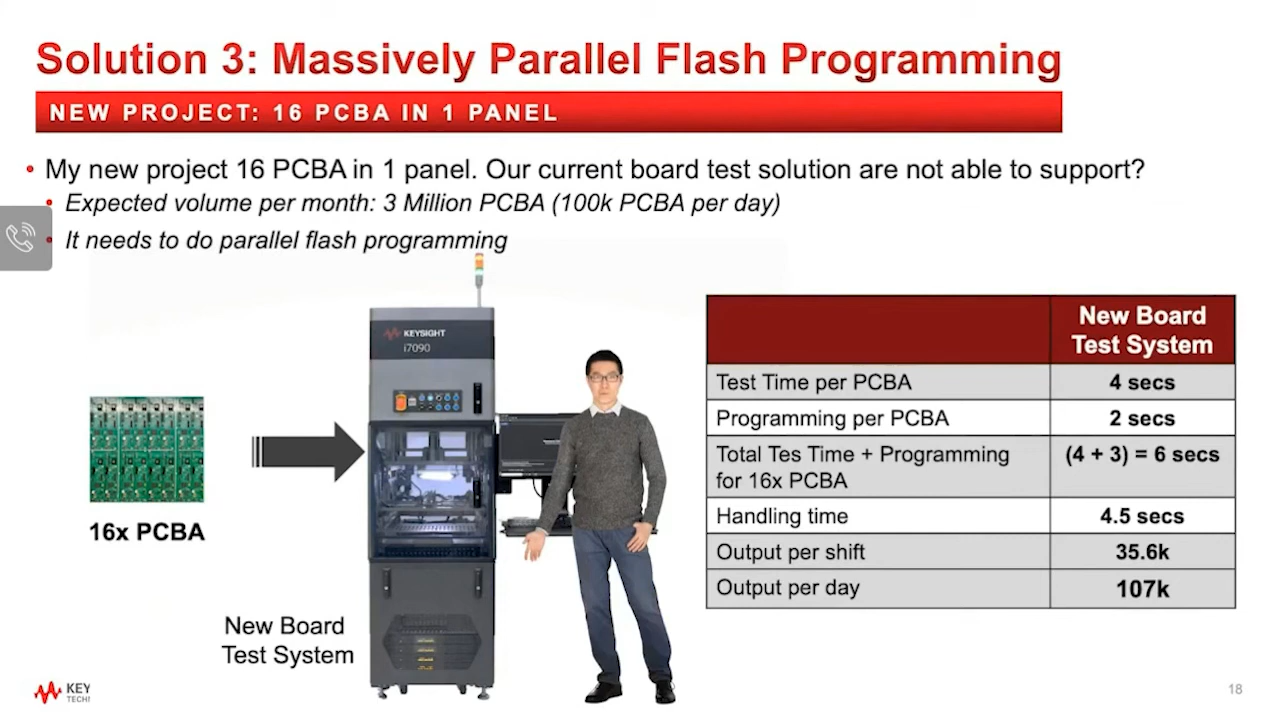 Solution 3: Massively Parallel Flash Programming
NEW PROJECT: 16 PCBA IN 1 PANEL
• My new project 16 PCBA in 1 panel. Our current board test solution are not able to support?
• Expected volume per month: 3 Million PCBA (100k PCBA per day)
• It needs to do parallel flash programming
KEYSIGHT
i7090
16x PCBA
New Board
Test System
New Board
Test System
Test Time per PCBA 4 secs
Programming per PCBA 2 secs
Total Tes Time + Programming (4 + 3) = 6 secs
for 16x PCBA
Handling time 4.5 secs
Output per shift 35.6k
Output per day 107k
KEY
TECHI
18